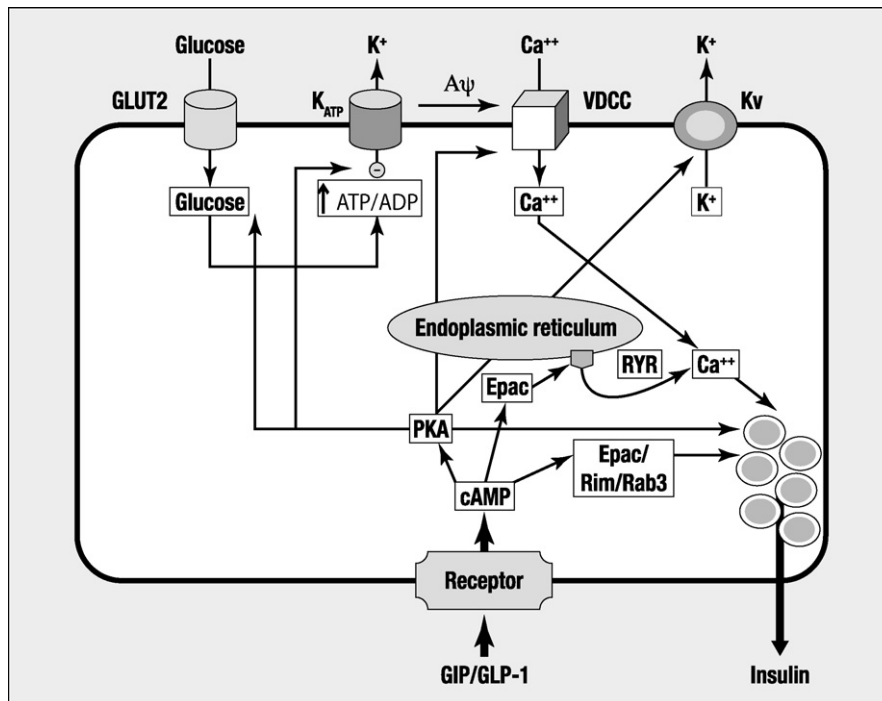 Glucose
K+
Ca++
K+
GLUT2
KATP
Aψ
VDCC
Kv
−
Glucose
↑ ATP/ADP
Ca++
K+
Endoplasmic reticulum
RYR
Ca++
Epac
PKA
Epac/
Rim/Rab3
cAMP
Receptor
GIP/GLP-1
Insulin